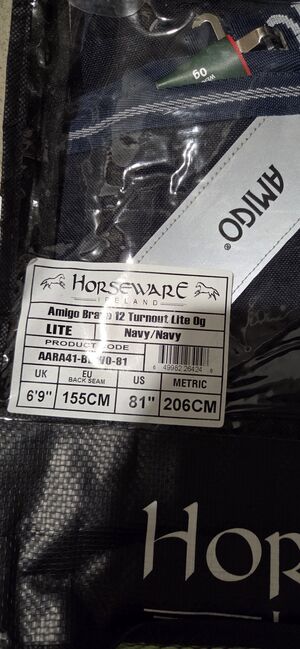 60
AMIGO®
HORSEWARE
IRELAND
Amigo Bravo 12 Turnout Lite 0g
LITE Navy/Navy
PRODUCT CODE
UK EU BACK SEAM US METRIC
6'9" 155CM 81" 206CM
HOR